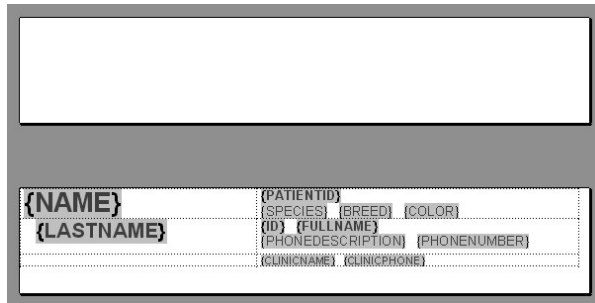 {NAME}
{PATIENTID}
{SPECIES} {BREED} {COLOR}
{LASTNAME}
{ID} {FULLNAME}
{PHONEDESCRIPTION} {PHONENUMBER}
{CLINICNAME} {CLINICPHONE}